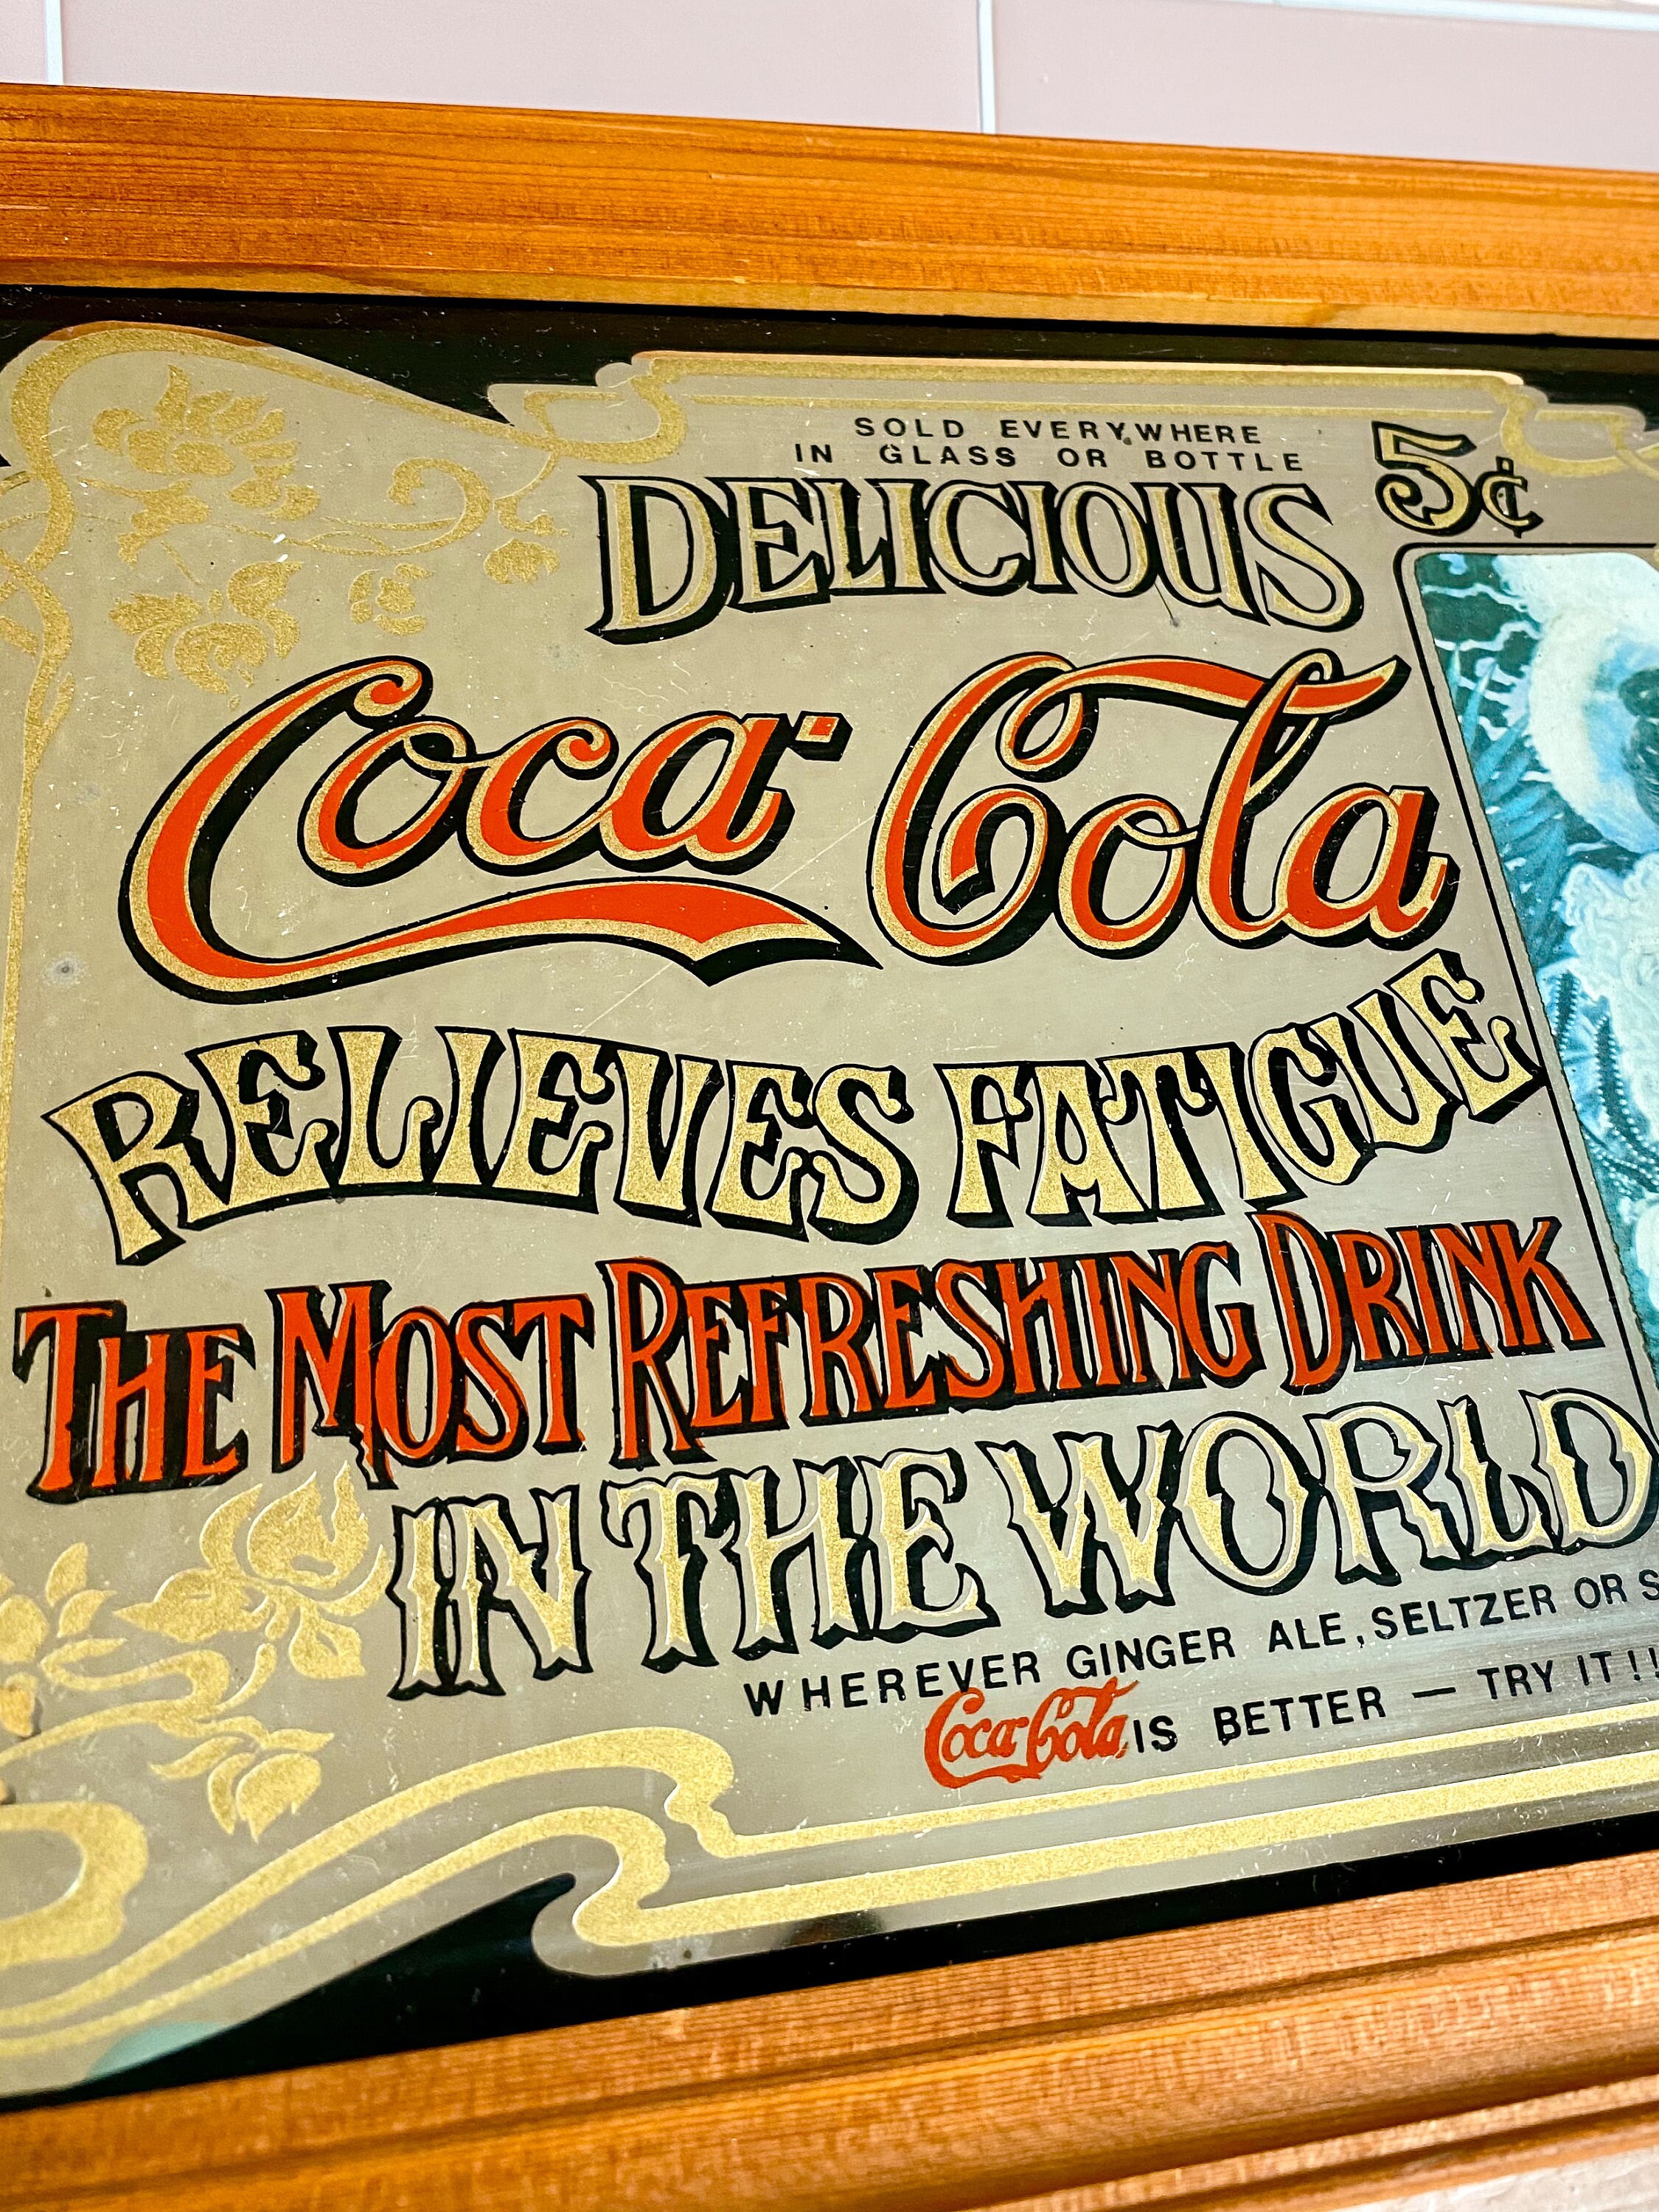 SOLD EVERYWHERE
IN GLASS OR BOTTLE
5¢
DELICIOUS
Coca-Cola
RELIEVES FATIGUE
THE MOST REFRESHING DRINK
IN THE WORLD
WHEREVER GINGER ALE, SELTZER OR
Coca-Cola IS BETTER — TRY IT!!